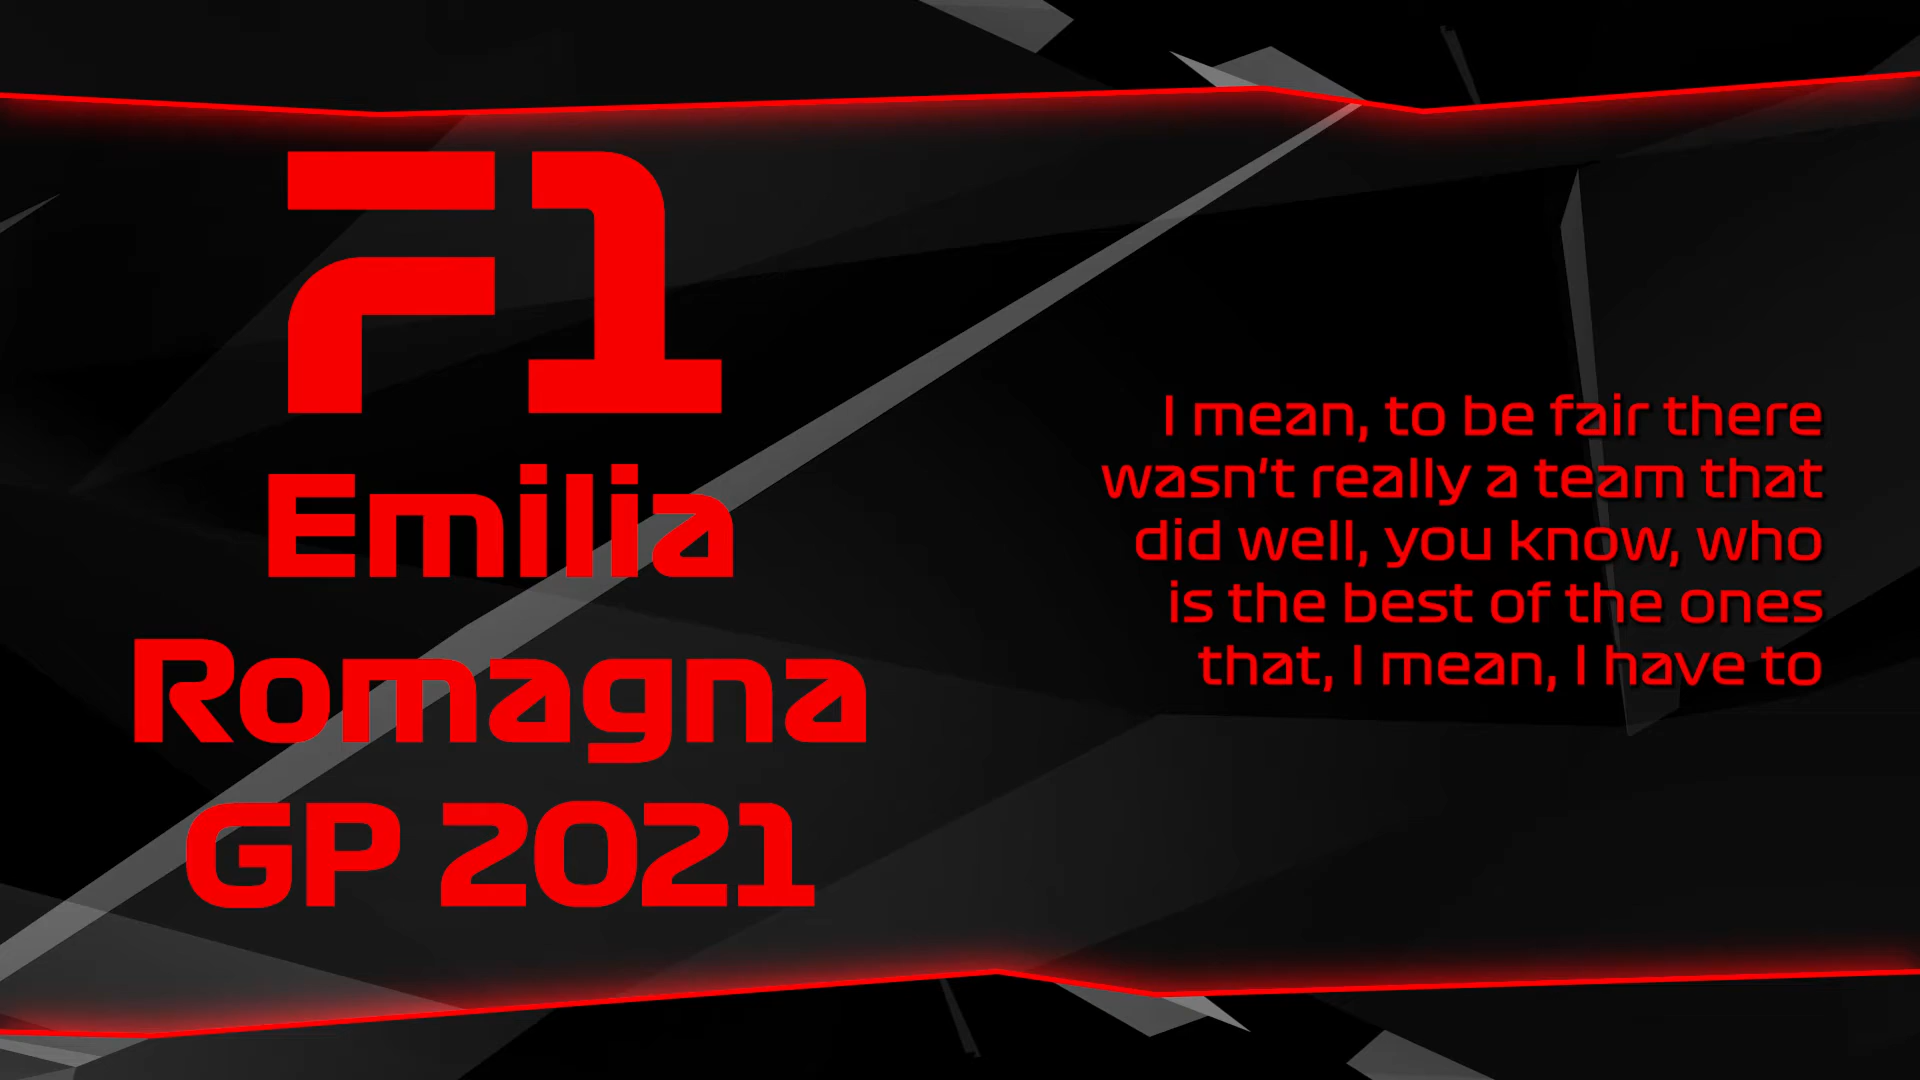 F1
Emilia
Romagna
GP 2021
I mean, to be fair there
wasn't really a team that
did well, you know, who
is the best of the ones
that, I mean, I have to